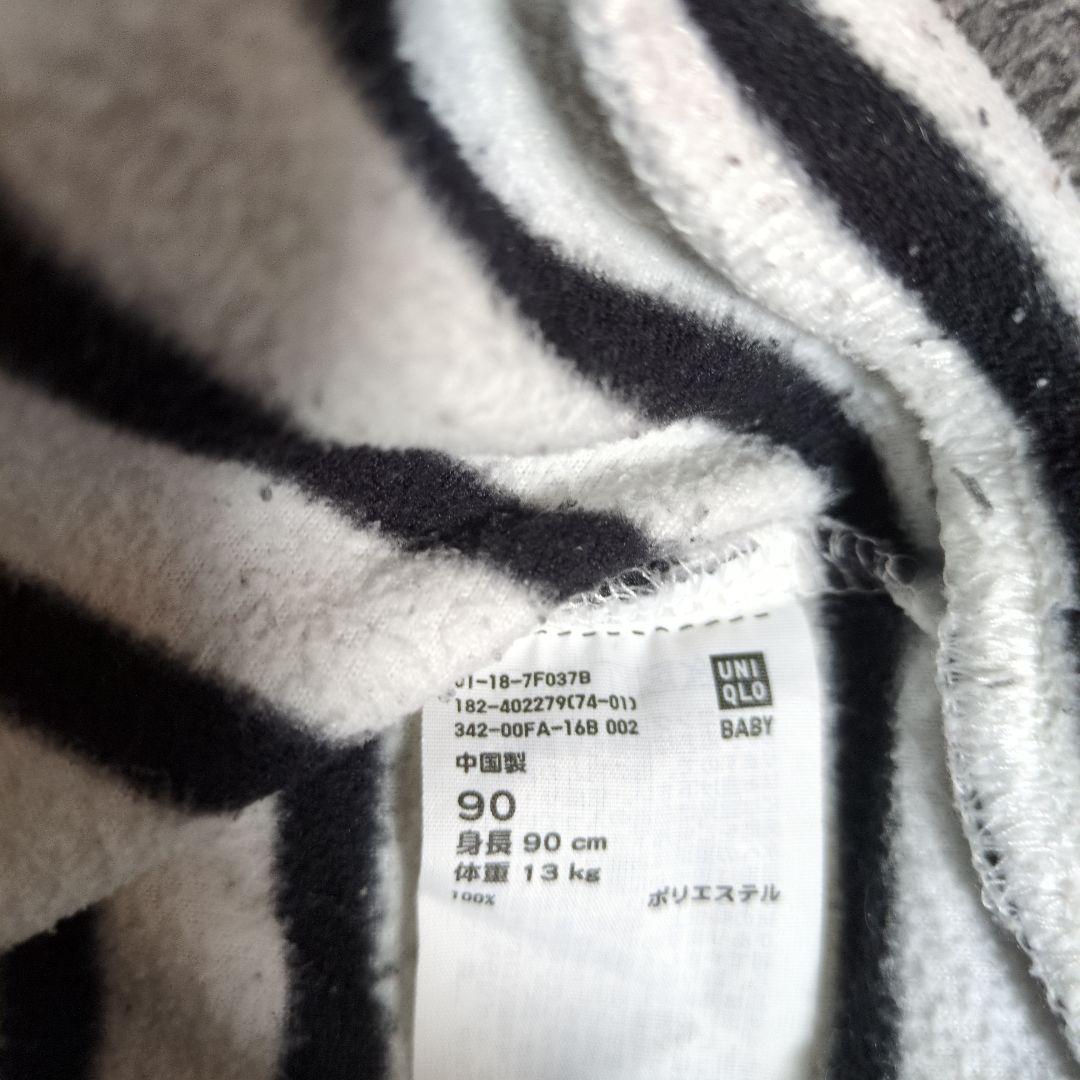 01-18-7F037B
182-402279(74-01)
342-00FA-16B 002
UNI
QLO
BABY
中国製
90
身長 90 cm
体重 13 kg
100% ポリエステル